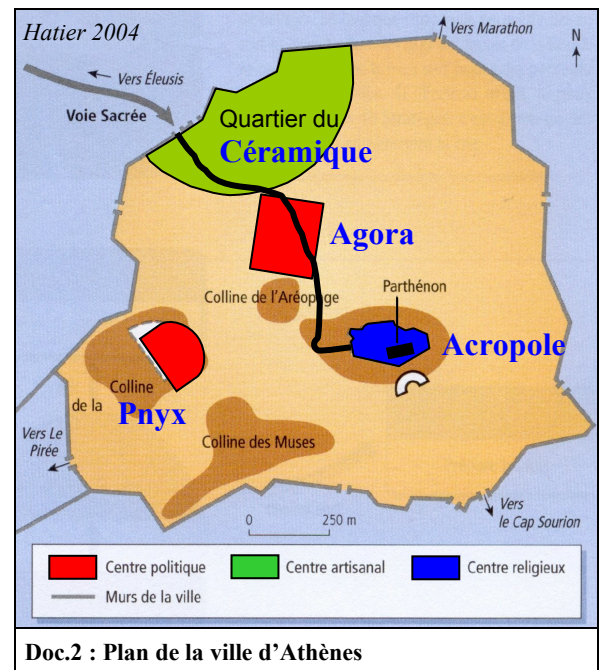 Hatier 2004
Vers Marathon
N
Vers Éleusis
Voie Sacrée
Quartier du
Céramique
Agora
Colline de l'Aréopage
Parthénon
Acropole
Colline
de la
Pnyx
Vers Le
Pirée
Colline des Muses
Vers
le Cap Sourion
0 250 m
Centre politique
Centre artisanal
Centre religieux
Murs de la ville
Doc.2 : Plan de la ville d'Athènes